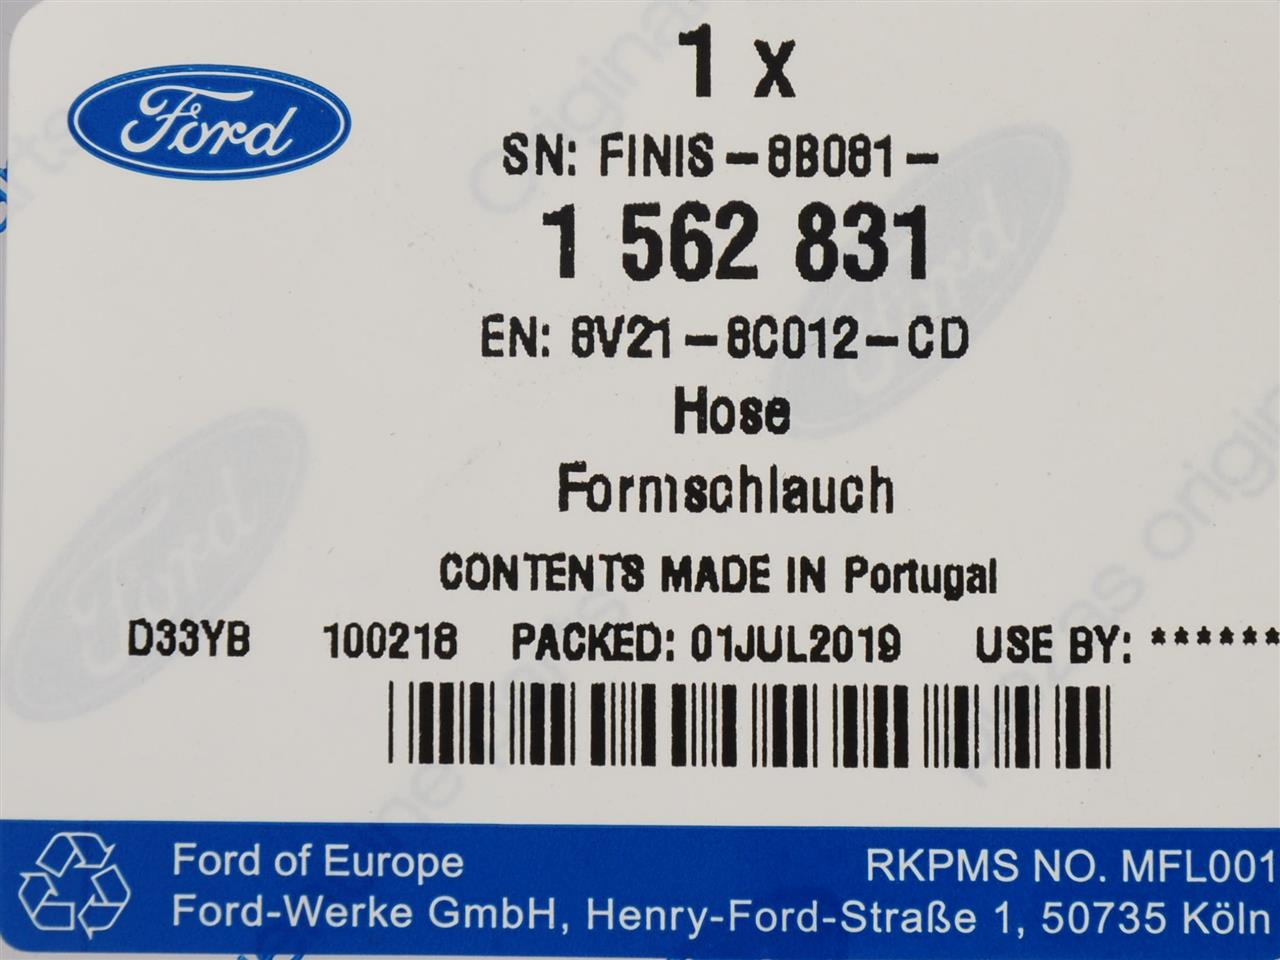 1 x
Ford
SN: FINIS-8B081-
1 562 831
EN: 8V21-8C012-CD
Hose
Formschlauch
CONTENTS MADE IN Portugal
D33YB 100218 PACKED: 01JUL2019 USE BY: ******
Ford of Europe RKPMS NO. MFL001
Ford-Werke GmbH, Henry-Ford-Straße 1, 50735 Köln